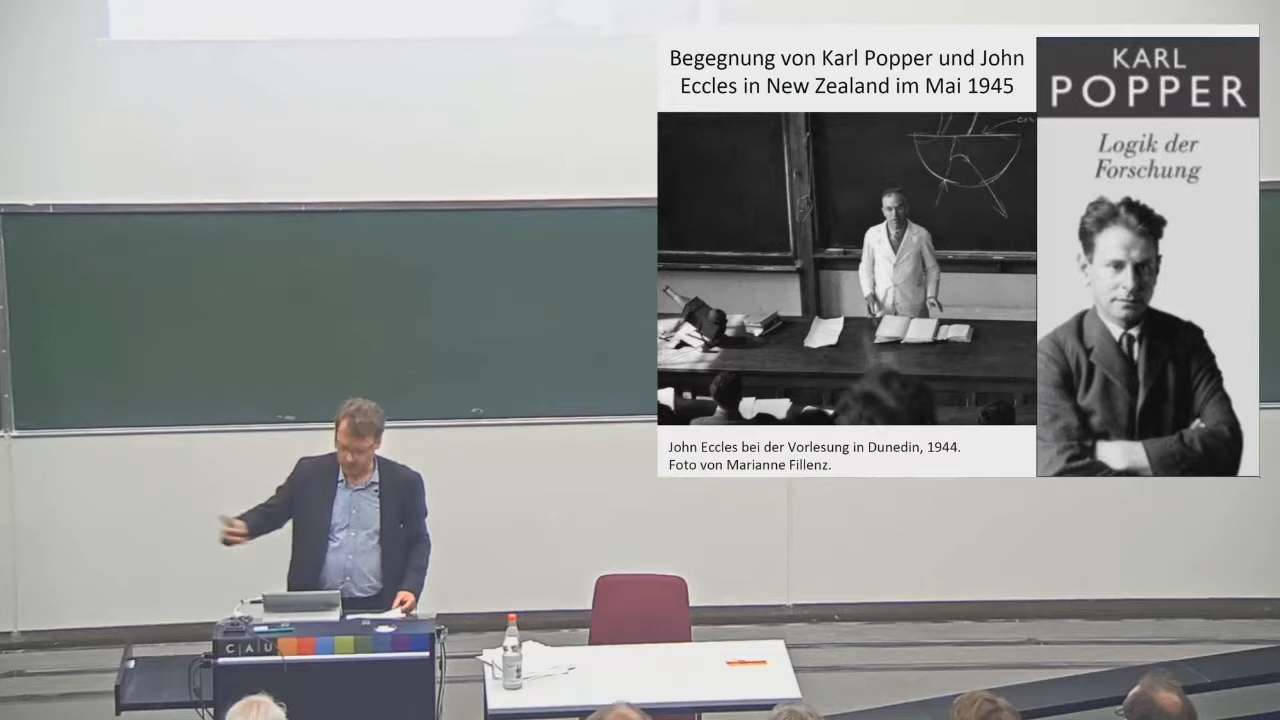 Begegnung von Karl Popper und John
Eccles in New Zealand im Mai 1945
KARL
POPPER
Logik der
Forschung
John Eccles bei der Vorlesung in Dunedin, 1944.
Foto von Marianne Fillenz.
C|A|U